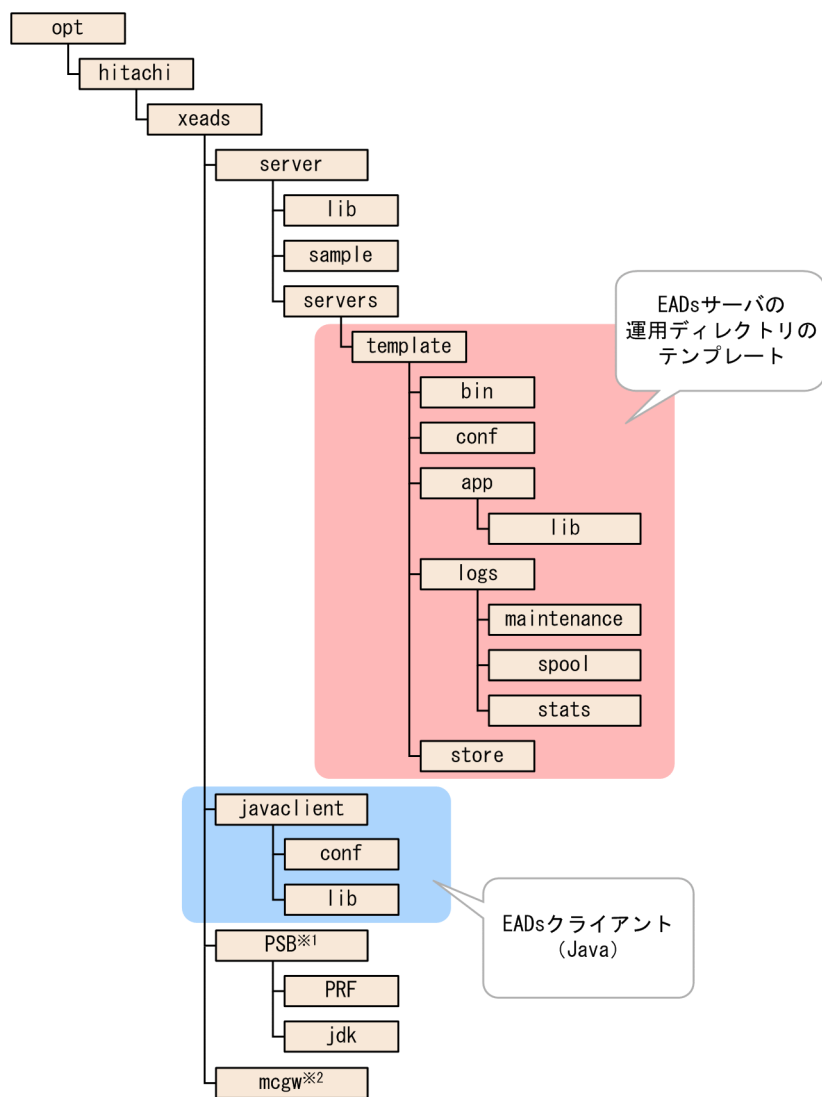 opt
hitachi
xeads
server
lib
sample
servers
EADsサーバの
運用ディレクトリの
テンプレート
template
bin
conf
app
lib
logs
maintenance
spool
stats
store
javaclient
conf
lib
EADsクライアント
(Java)
PSB※1
PRF
jdk
mcgw※2